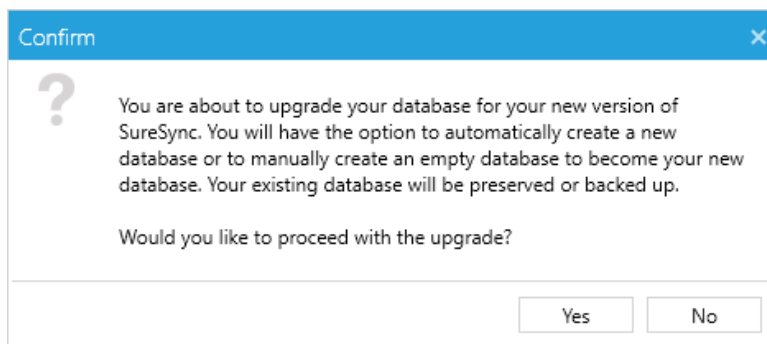 Confirm
You are about to upgrade your database for your new version of
SureSync. You will have the option to automatically create a new
database or to manually create an empty database to become your new
database. Your existing database will be preserved or backed up.
Would you like to proceed with the upgrade?
Yes
No